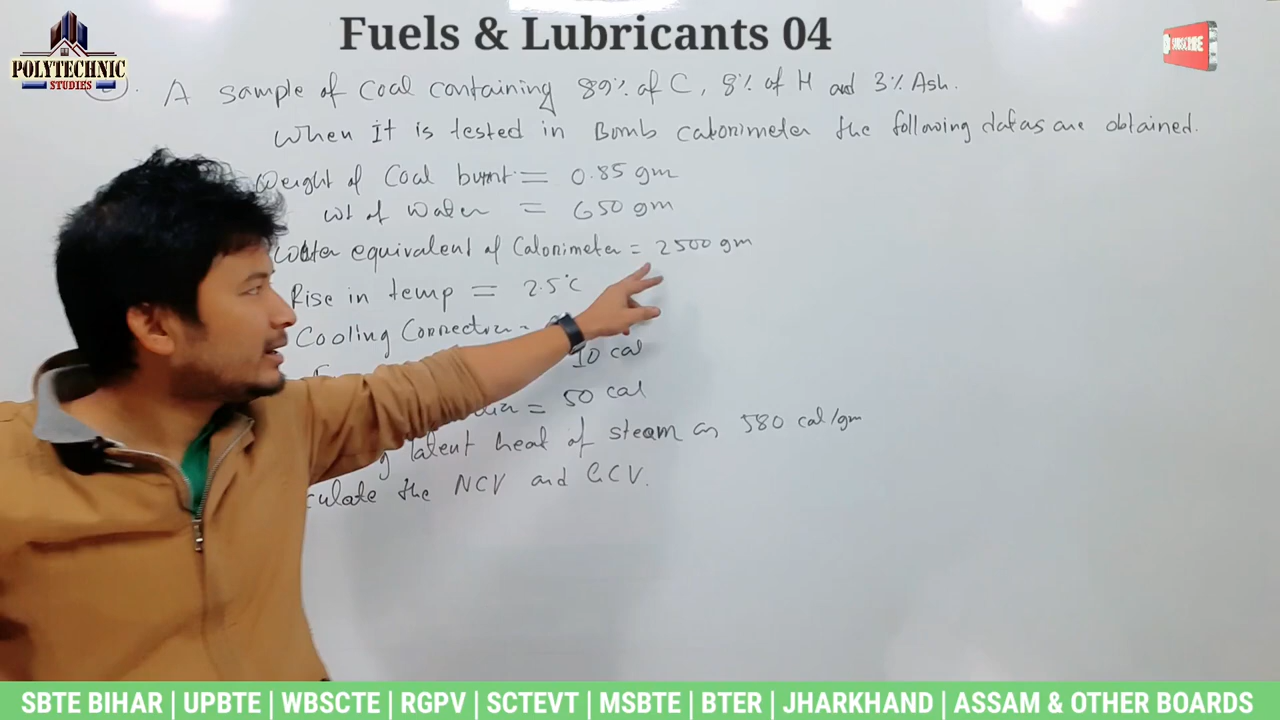 Fuels & Lubricants 04
POLYTECHNIC
STUDIES
SUBSCRIBE
2. A sample of coal containing 89% of C, 8% of H and 3% Ash.
When It is tested in Bomb calorimeter the following datas are obtained.
Weight of Coal burnt = 0.85 gm
wt of water = 650 gm
Water equivalent of Calorimeter = 2500 gm
Rise in temp = 2.5°C
Cooling Correction =
10 cal
= 50 cal
latent heat of steam as 580 cal/gm
culate the NCV and GCV.
SBTE BIHAR | UPBTE | WBSCTE | RGPV | SCTEVT | MSBTE | BTER | JHARKHAND | ASSAM & OTHER BOARDS